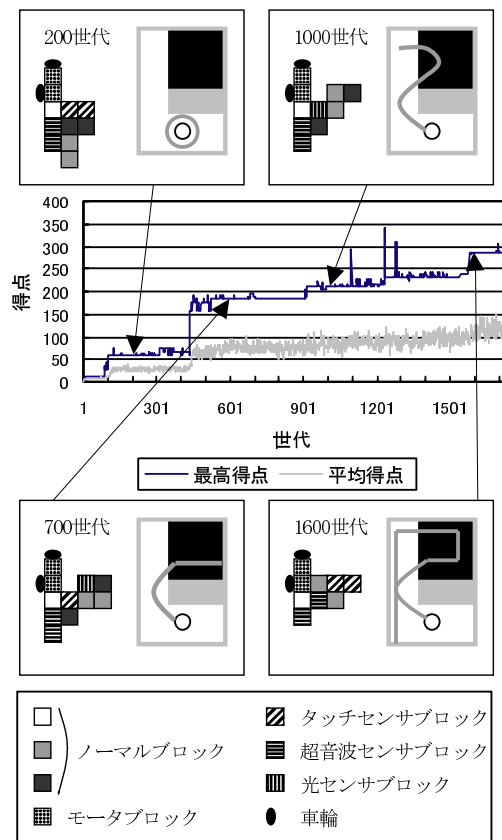 200世代
1000世代
400
350
300
250
200
150
100
50
0
得点
1 301 601 901 1201 1501
世代
最高得点 平均得点
700世代
1600世代
ノーマルブロック
モータブロック
タッチセンサブロック
超音波センサブロック
光センサブロック
車輪